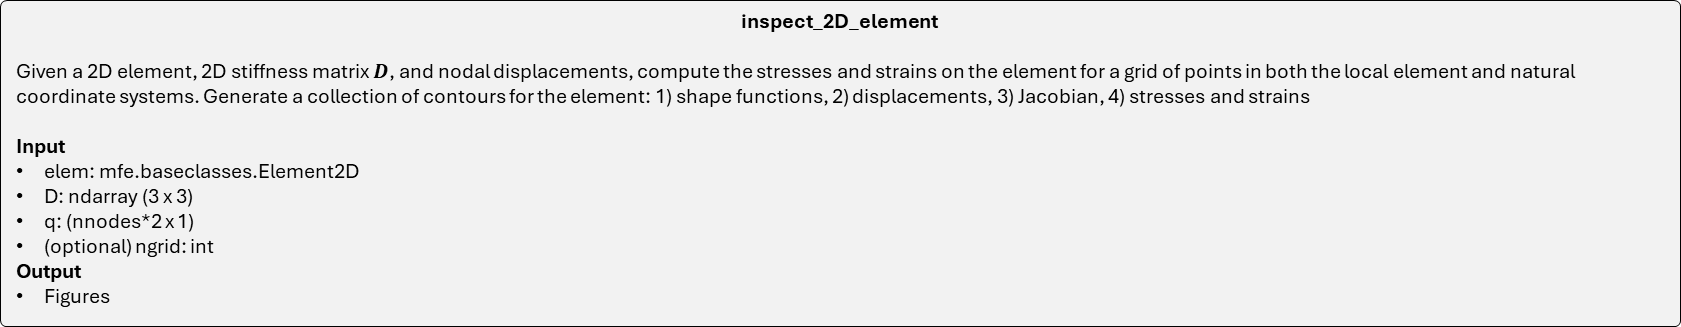 inspect_2D_element
Given a 2D element, 2D stiffness matrix D, and nodal displacements, compute the stresses and strains on the element for a grid of points in both the local element and natural
coordinate systems. Generate a collection of contours for the element: 1) shape functions, 2) displacements, 3) Jacobian, 4) stresses and strains
Input
• elem: mfe.baseclasses.Element2D
• D: ndarray (3 x 3)
• q: (nnodes*2 x 1)
• (optional) ngrid: int
Output
• Figures